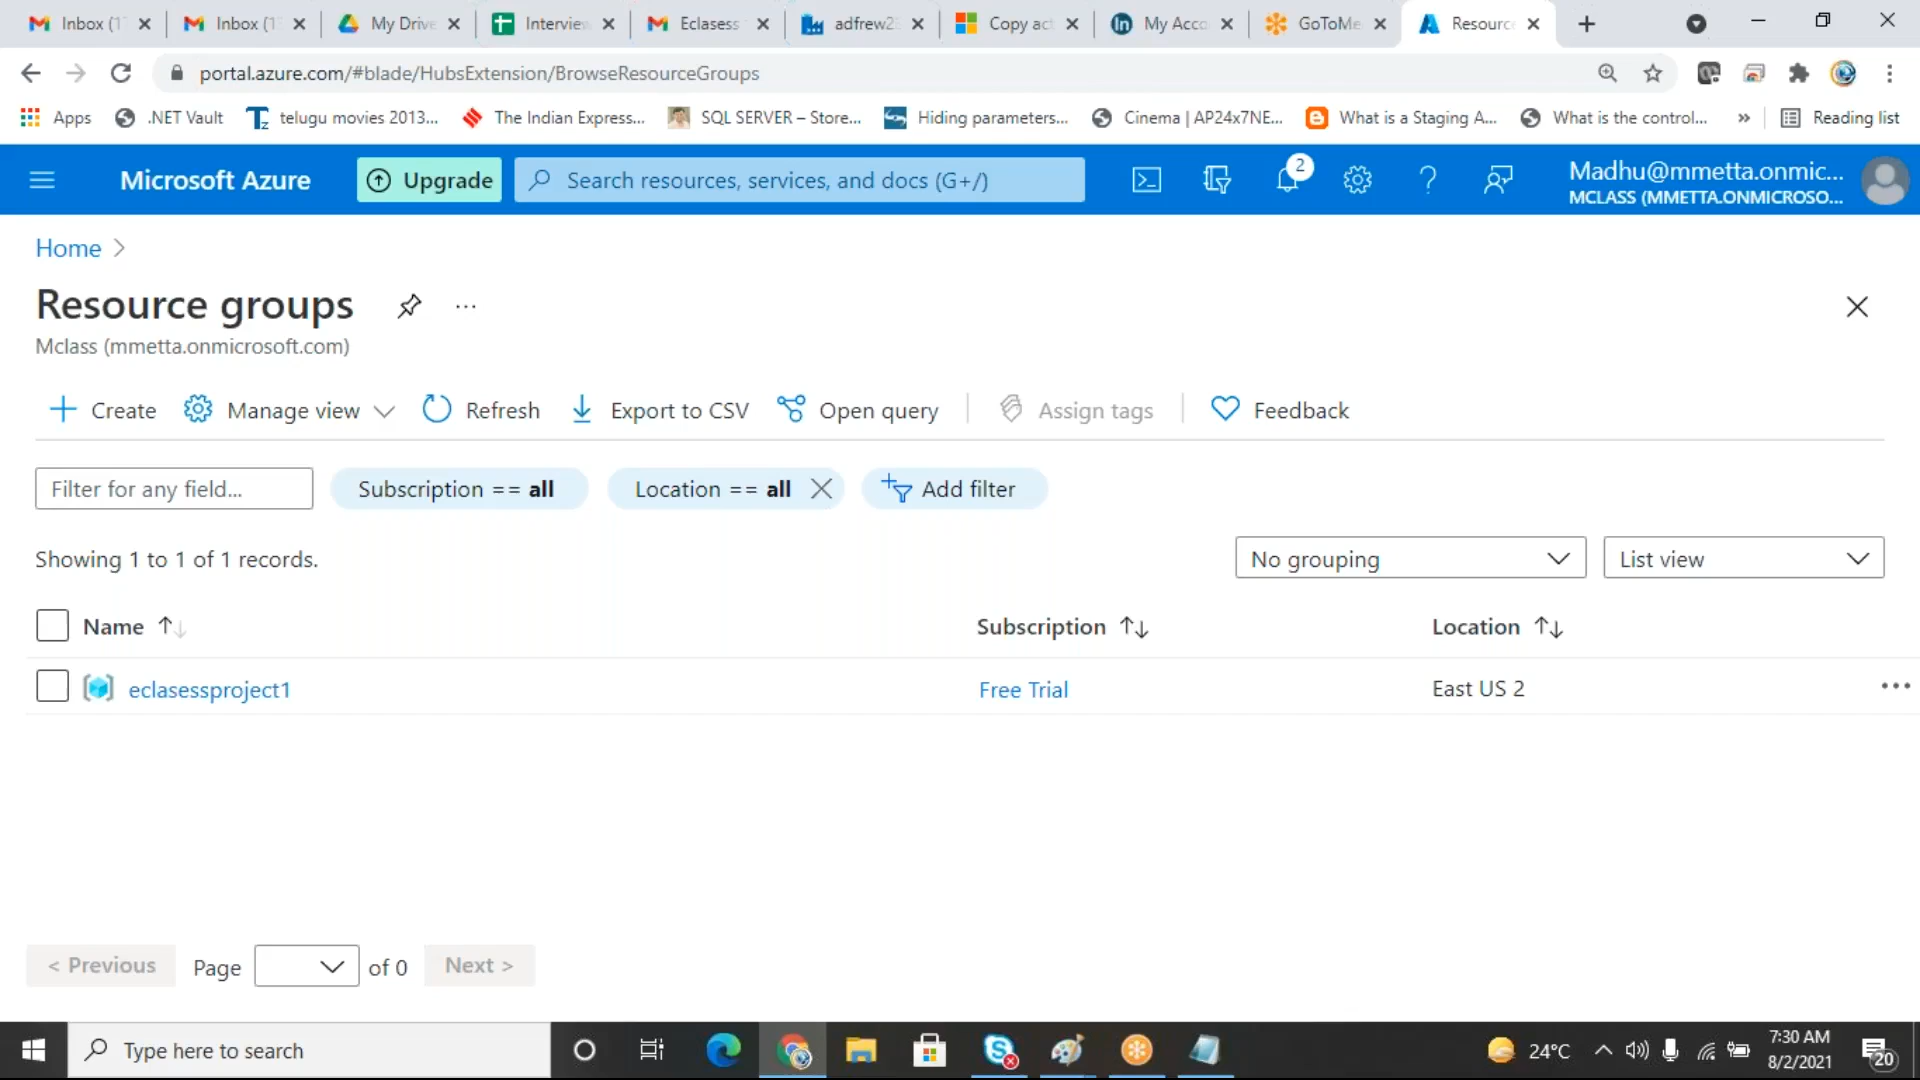 Inbox (1 Inbox (1 My Drive Interview Eclasess adfrew2 Copy act My Acco GoToMe Resource
portal.azure.com/#blade/HubsExtension/BrowseResourceGroups
Apps .NET Vault telugu movies 2013... The Indian Express... SQL SERVER – Store... Hiding parameters... Cinema | AP24x7NE... What is a Staging A... What is the control... » Reading list
Microsoft Azure Upgrade Search resources, services, and docs (G+/) 2 Madhu@mmetta.onmic...
MCLASS (MMETTA.ONMICROSO...
Home >
Resource groups ...
Mclass (mmetta.onmicrosoft.com)
Create Manage view Refresh Export to CSV Open query Assign tags Feedback
Filter for any field... Subscription == all Location == all Add filter
Showing 1 to 1 of 1 records. No grouping List view
Name Subscription Location
eclasessproject1 Free Trial East US 2
< Previous Page of 0 Next >
Type here to search 24°C 7:30 AM
8/2/2021 20